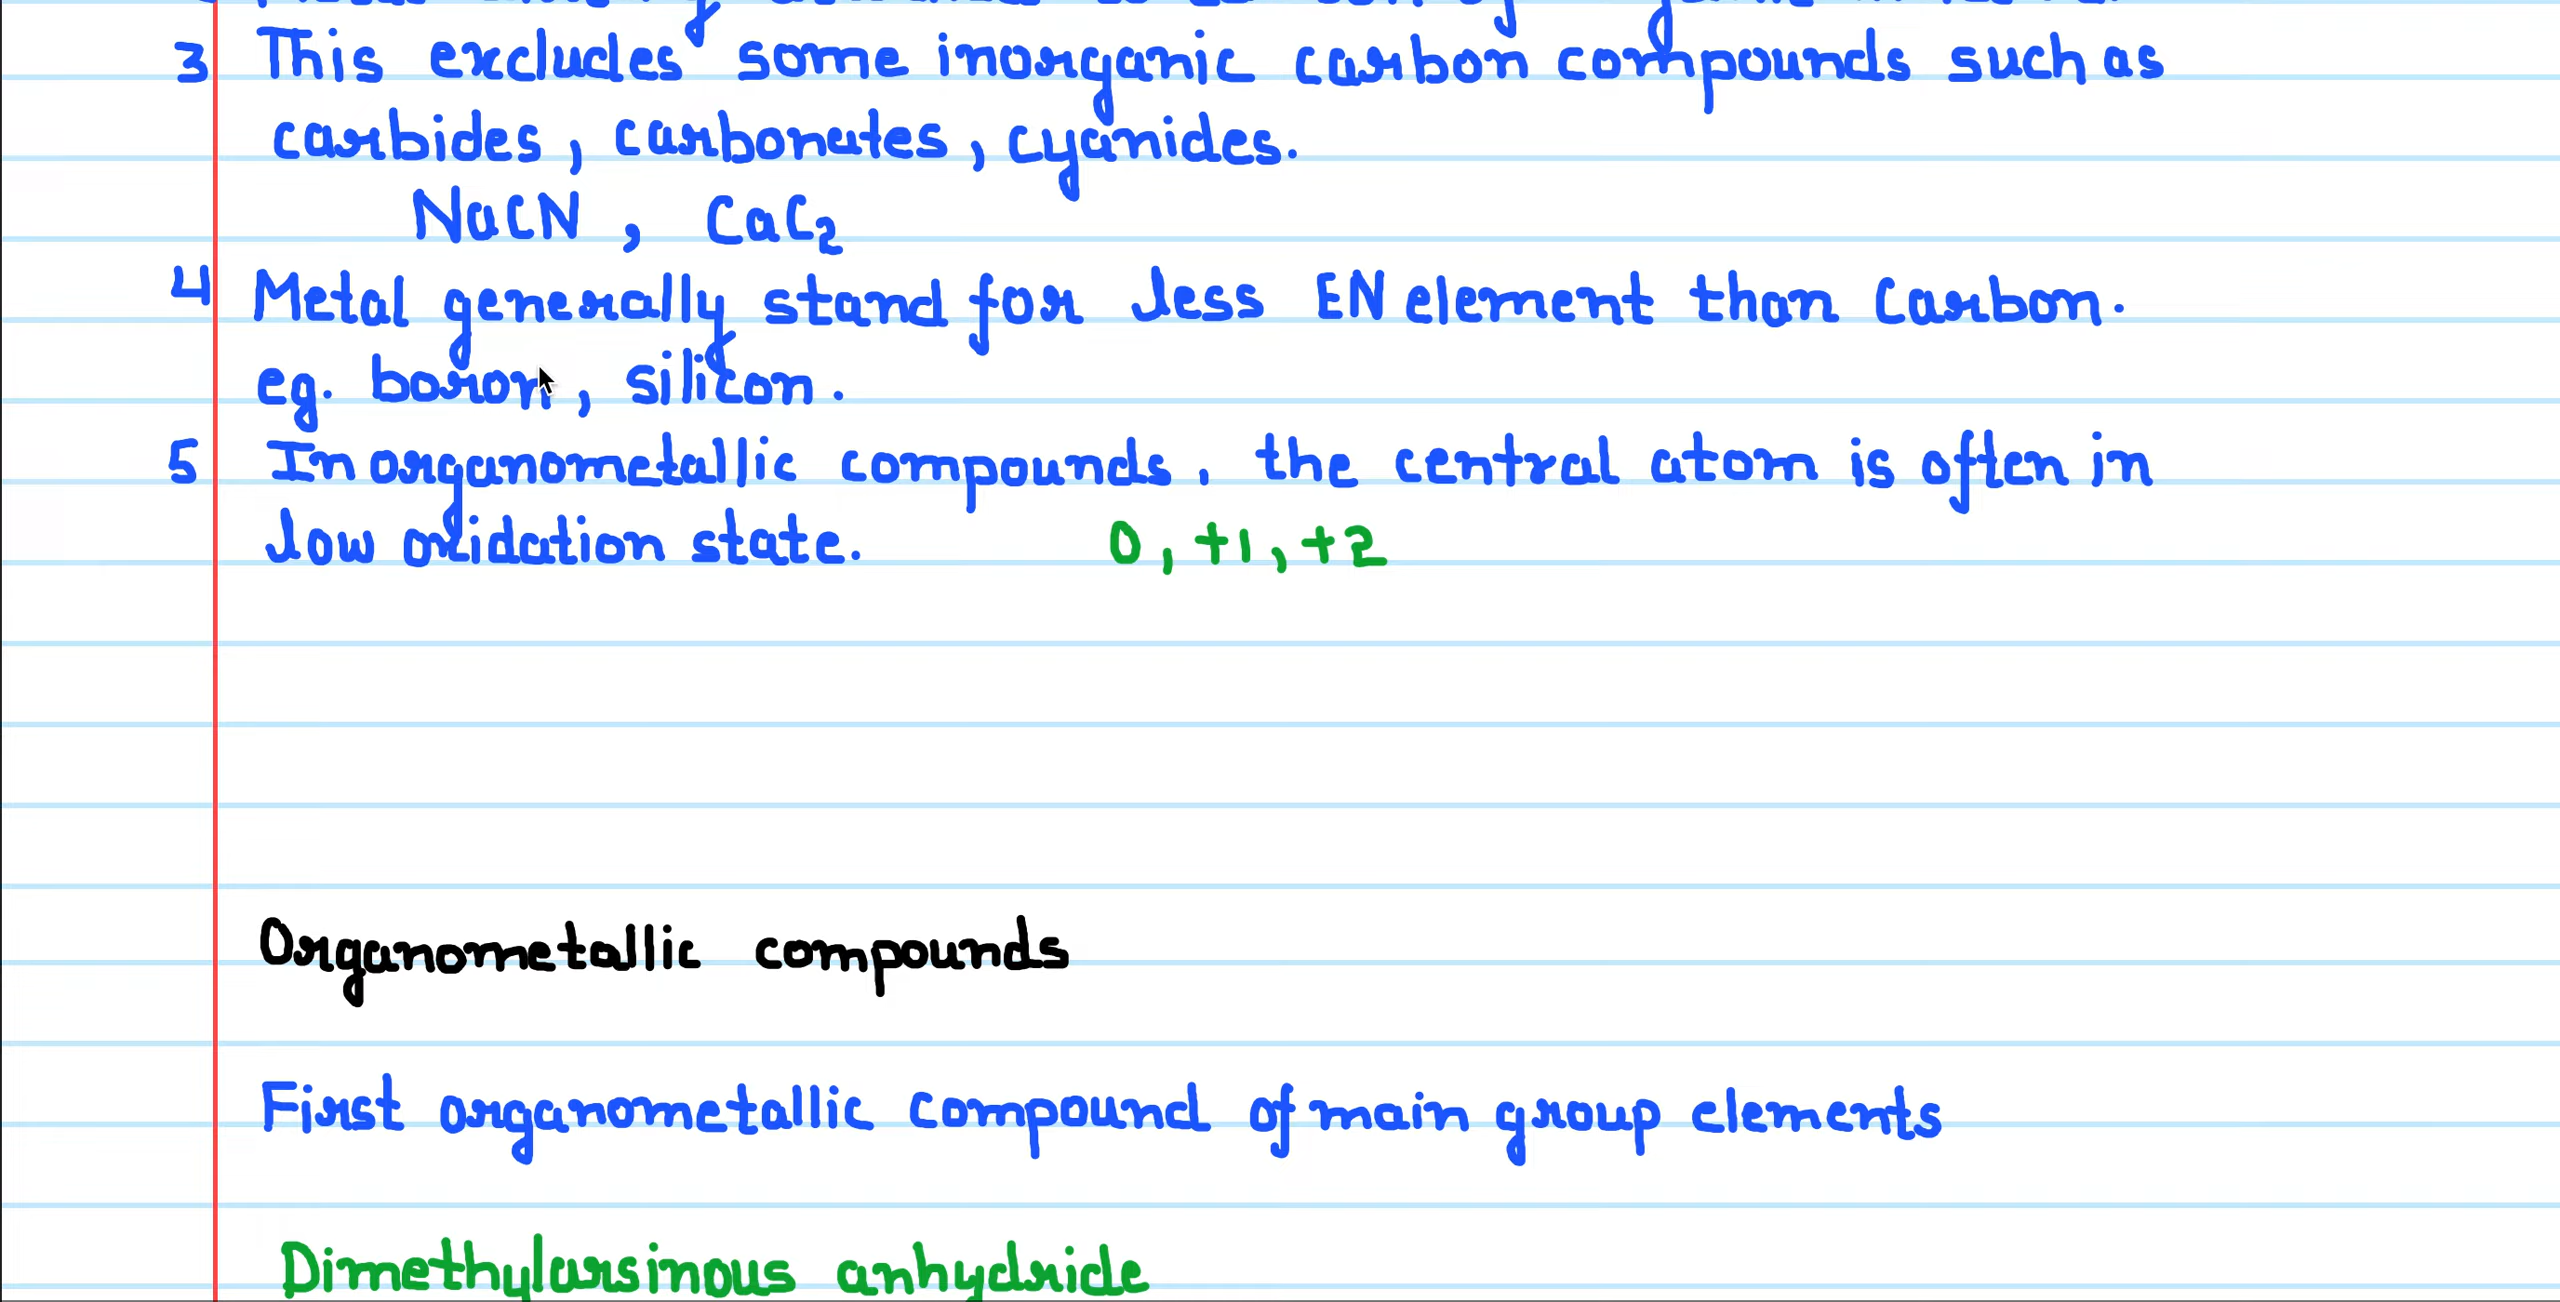 3 This excludes some inorganic carbon compounds such as
carbides, carbonates, cyanides.
NaCN, CaC₂
4 Metal generally stand for less EN element than carbon.
eg. boron, silicon.
5 In organometallic compounds, the central atom is often in
low oxidation state. 0, +1, +2
Organometallic compounds
First organometallic compound of main group elements
Dimethylarsinous anhydride